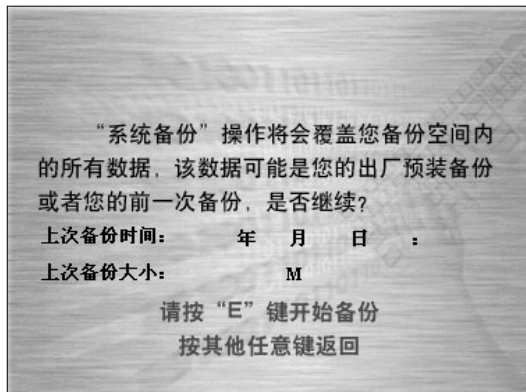 “系统备份”操作将会覆盖您备份空间内
的所有数据，该数据可能是您的出厂预装备份
或者您的前一次备份，是否继续？
上次备份时间： 年 月 日 ：
上次备份大小： M
请按“E”键开始备份
按其他任意键返回